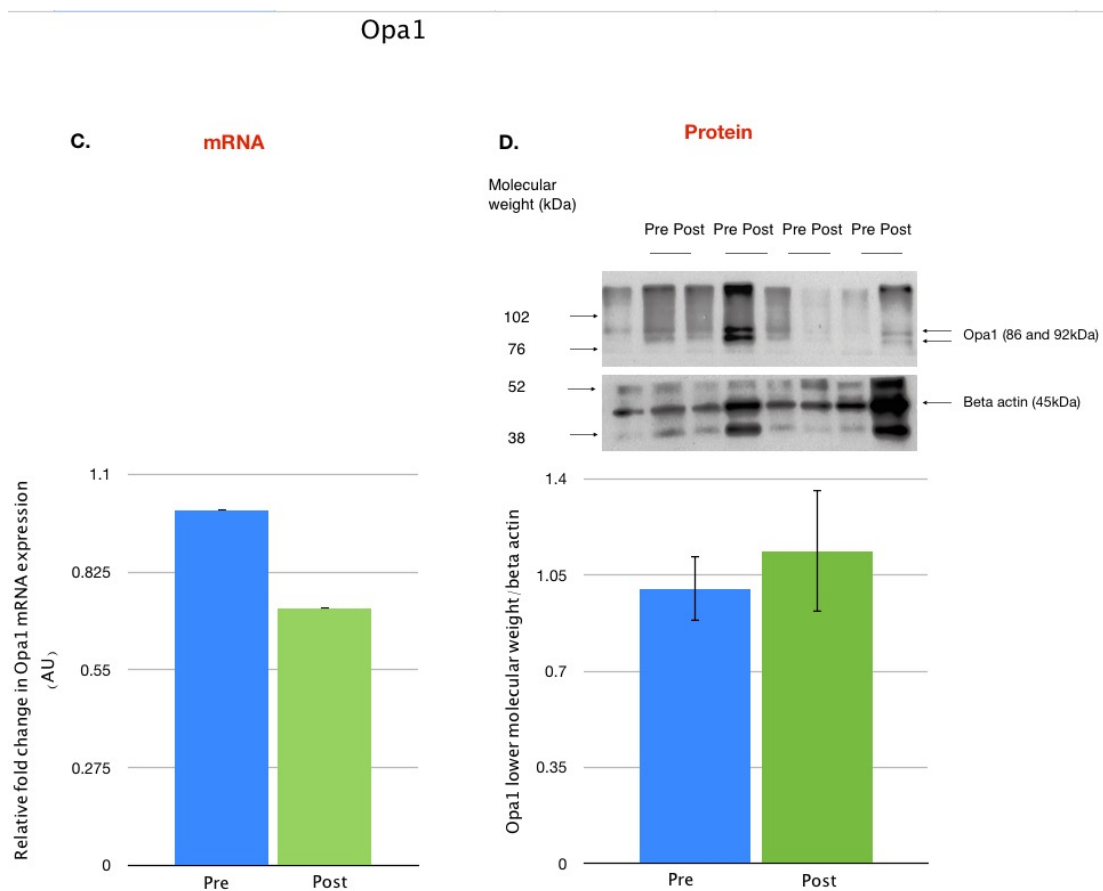 Opa1
C.
mRNA
1.1
0.825
0.55
0.275
0
Relative fold change in Opa1 mRNA expression
(AU)
Pre
Post
D.
Protein
Molecular
weight (kDa)
Pre Post Pre Post Pre Post Pre Post
102
76
52
38
Opa1 (86 and 92kDa)
Beta actin (45kDa)
1.4
1.05
0.7
0.35
0
Opa1 lower molecular weight/beta actin
Pre
Post